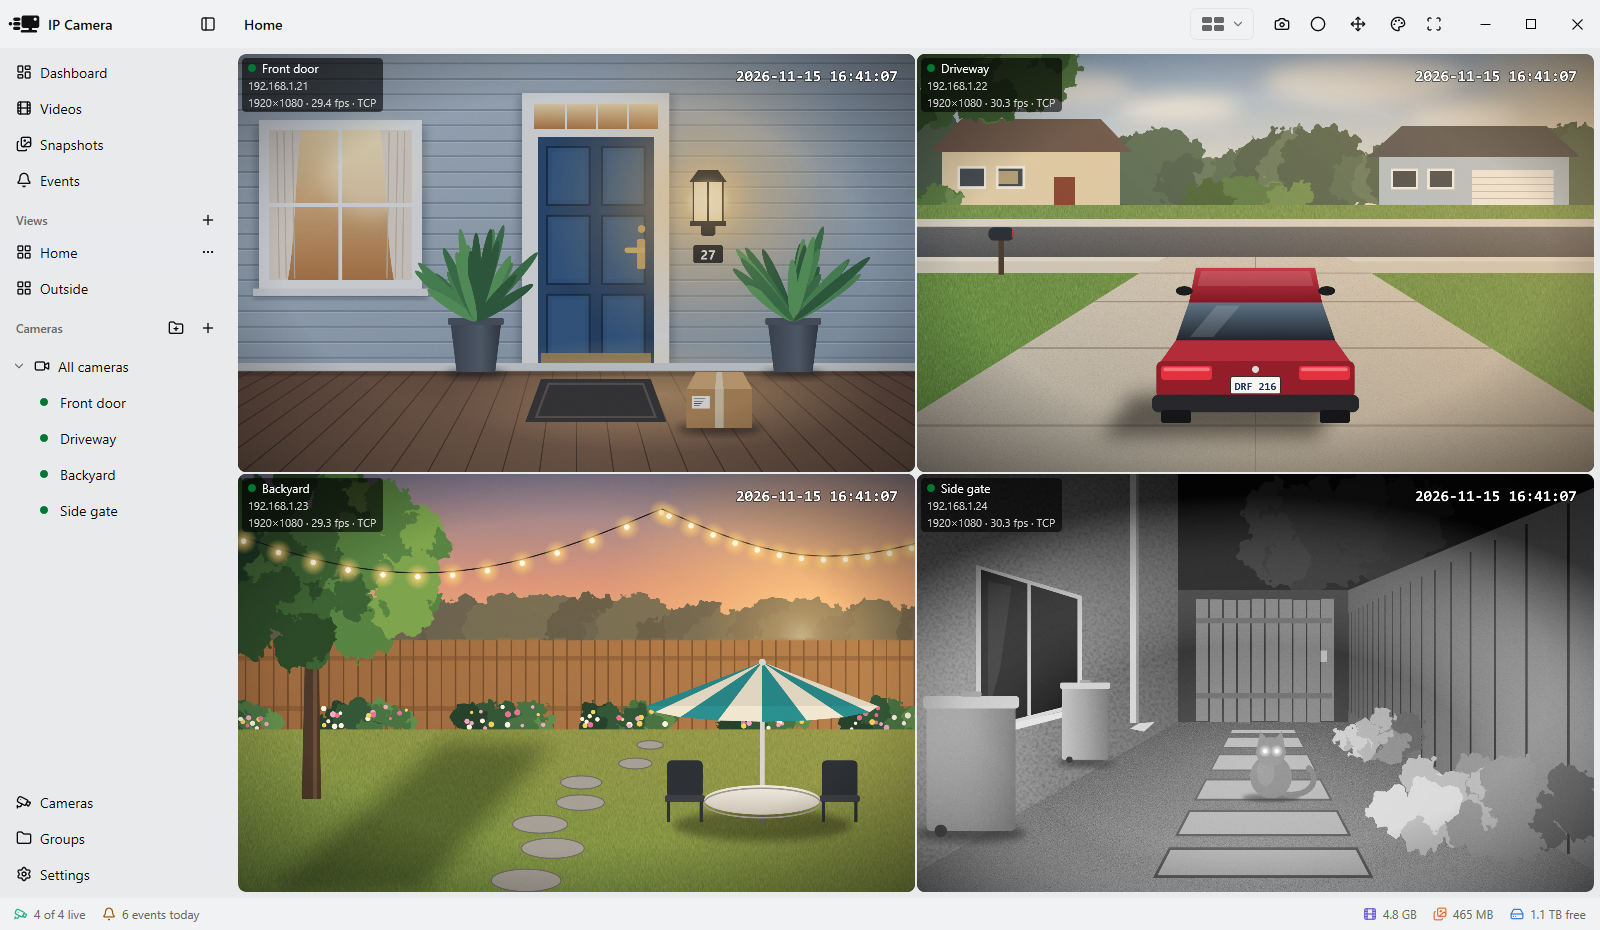 IP Camera
Home
Dashboard
Videos
Snapshots
Events
Views
Home
Outside
Cameras
All cameras
Front door
Driveway
Backyard
Side gate
Cameras
Groups
Settings
Front door
192.168.1.21
1920×1080 · 29.4 fps · TCP
2026-11-15 16:41:07
27
Driveway
192.168.1.22
1920×1080 · 30.3 fps · TCP
2026-11-15 16:41:07
DRF 216
Backyard
192.168.1.23
1920×1080 · 29.3 fps · TCP
2026-11-15 16:41:07
Side gate
192.168.1.24
1920×1080 · 30.3 fps · TCP
2026-11-15 16:41:07
4 of 4 live
6 events today
4.8 GB
465 MB
1.1 TB free